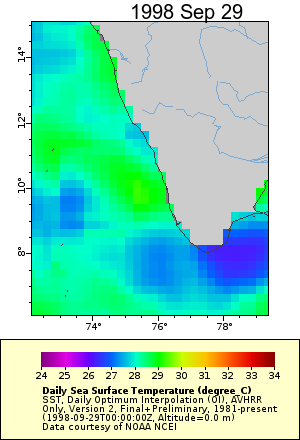 1998 Sep 29
14°
12°
10°
8°
74°
76°
78°
24 25 26 27 28 29 30 31 32 33 34
Daily Sea Surface Temperature (degree_C)
SST, Daily Optimum Interpolation (OI), AVHRR
Only, Version 2, Final+Preliminary, 1981-present
(1998-09-29T00:00:00Z, Altitude=0.0 m)
Data courtesy of NOAA NCEI